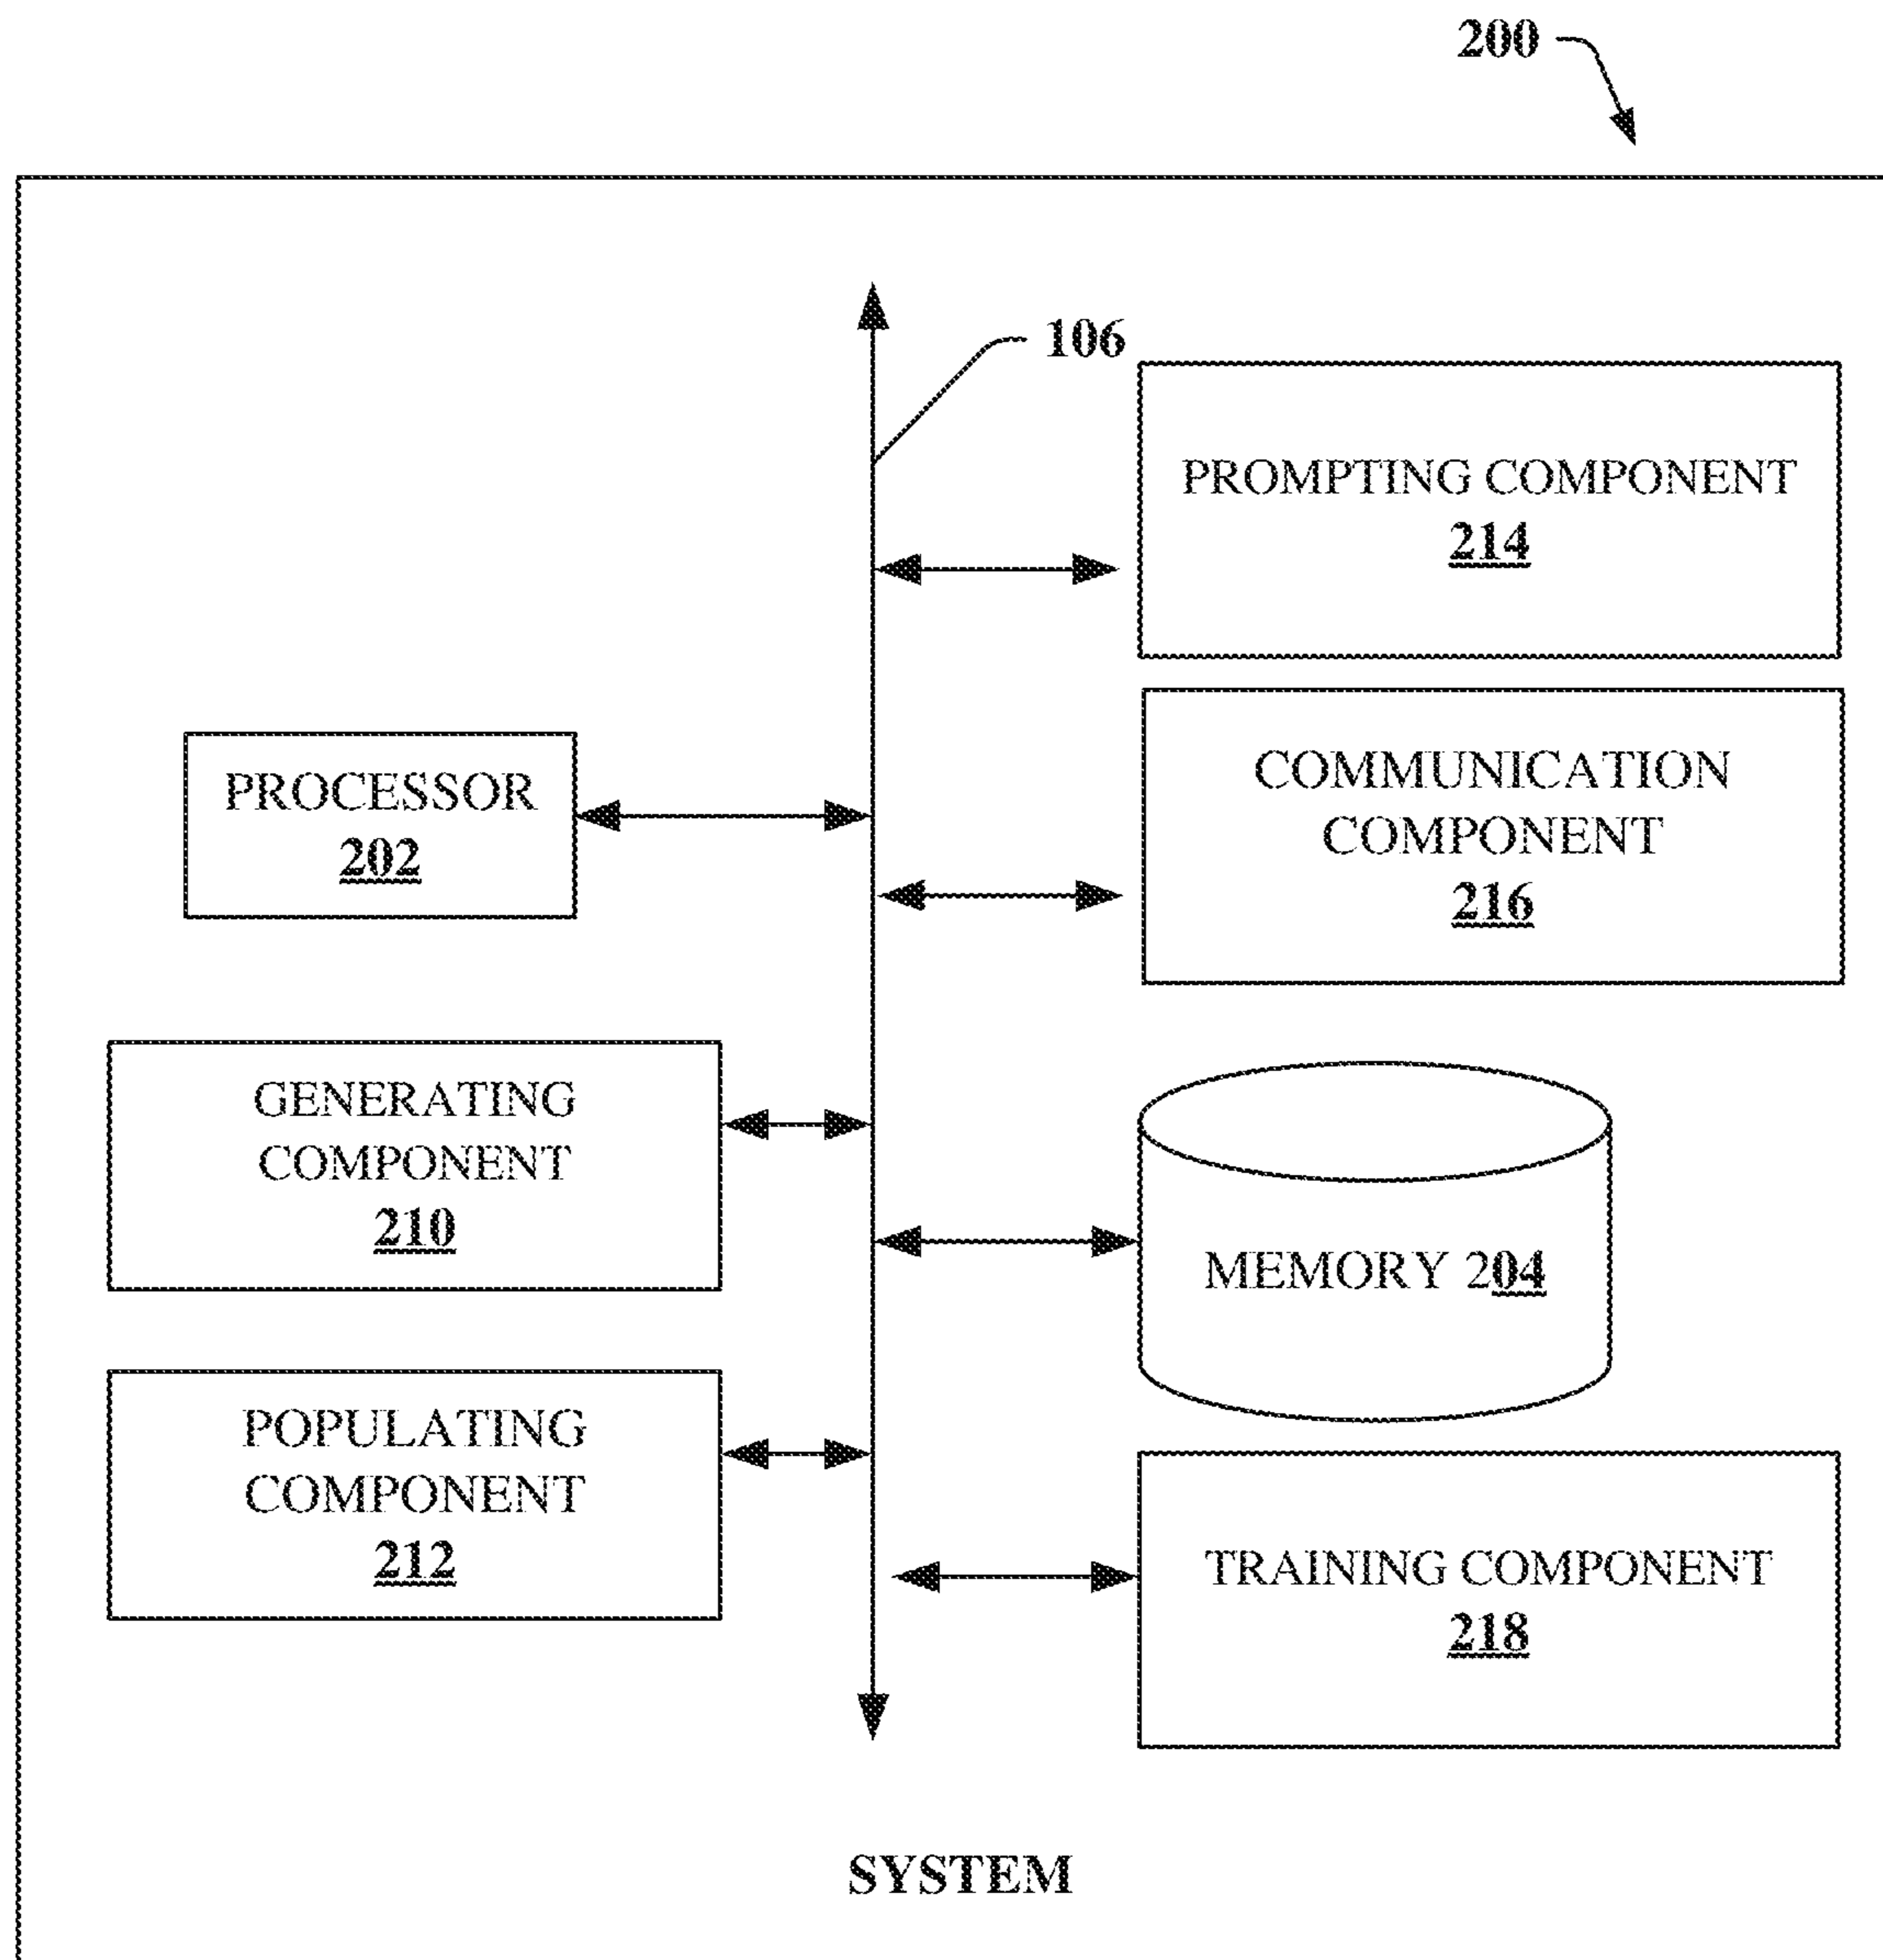 200
106
PROMPTING COMPONENT
214
PROCESSOR
202
COMMUNICATION
COMPONENT
216
GENERATING
COMPONENT
210
MEMORY 204
POPULATING
COMPONENT
212
TRAINING COMPONENT
218
SYSTEM